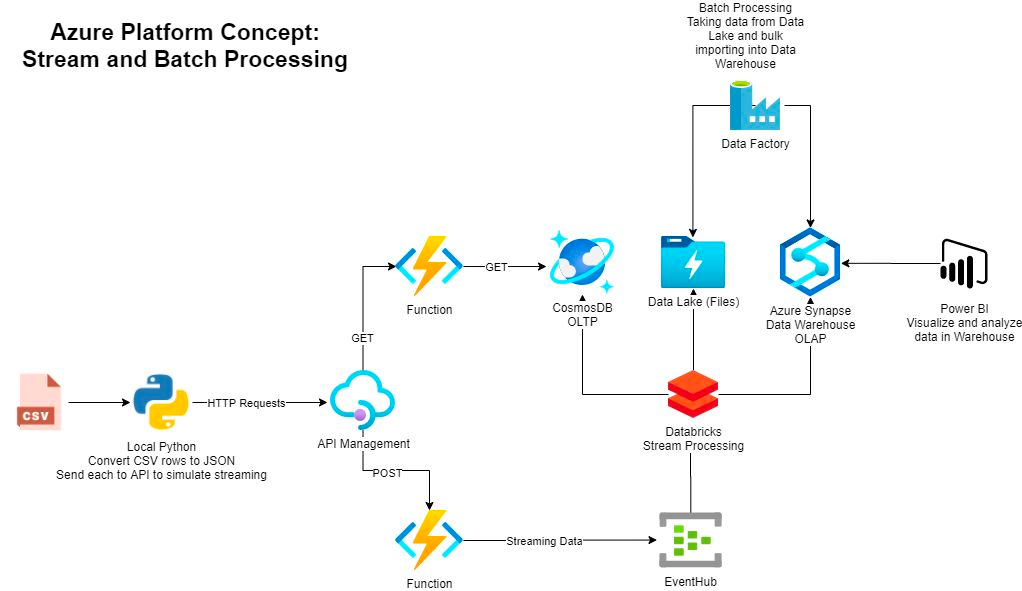 Azure Platform Concept:
Stream and Batch Processing
Batch Processing
Taking data from Data
Lake and bulk
importing into Data
Warehouse
Data Factory
Function
GET
CosmosDB
OLTP
Data Lake (Files)
Azure Synapse
Data Warehouse
OLAP
Power BI
Visualize and analyze
data in Warehouse
GET
CSV
Local Python
Convert CSV rows to JSON
Send each to API to simulate streaming
HTTP Requests
API Management
POST
Databricks
Stream Processing
Function
Streaming Data
EventHub